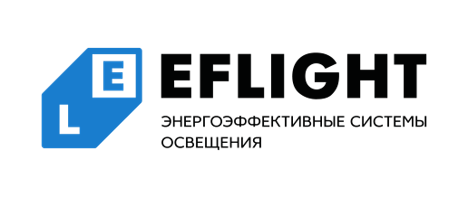 E
L
EFLIGHT
ЭНЕРГОЭФФЕКТИВНЫЕ СИСТЕМЫ
ОСВЕЩЕНИЯ